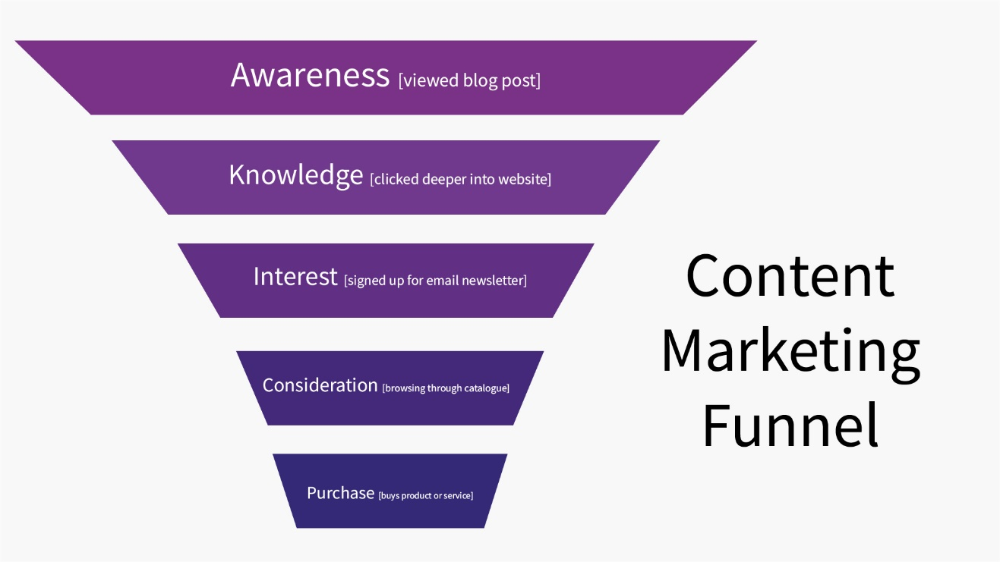 Awareness [viewed blog post]
Knowledge [clicked deeper into website]
Interest [signed up for email newsletter]
Consideration [browsing through catalogue]
Purchase [buys product or service]
Content
Marketing
Funnel